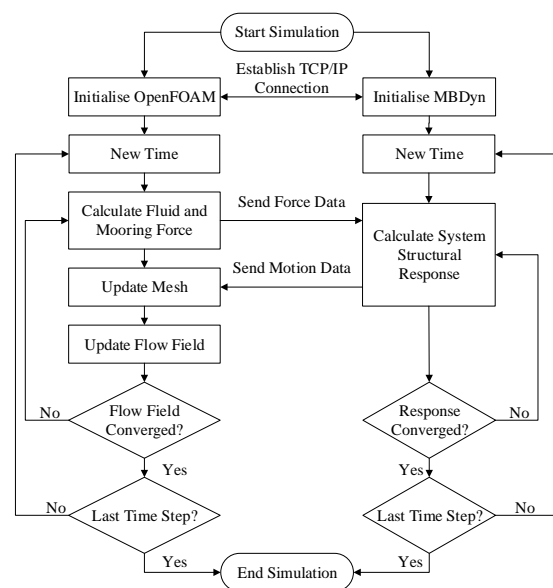 Start Simulation
Establish TCP/IP
Connection
Initialise OpenFOAM
Initialise MBDyn
New Time
New Time
Calculate Fluid and
Mooring Force
Send Force Data
Calculate System
Structural
Response
Send Motion Data
Update Mesh
Update Flow Field
No
Flow Field
Converged?
Response
Converged?
No
Yes
Yes
No
Last Time Step?
Last Time Step?
No
Yes
Yes
End Simulation